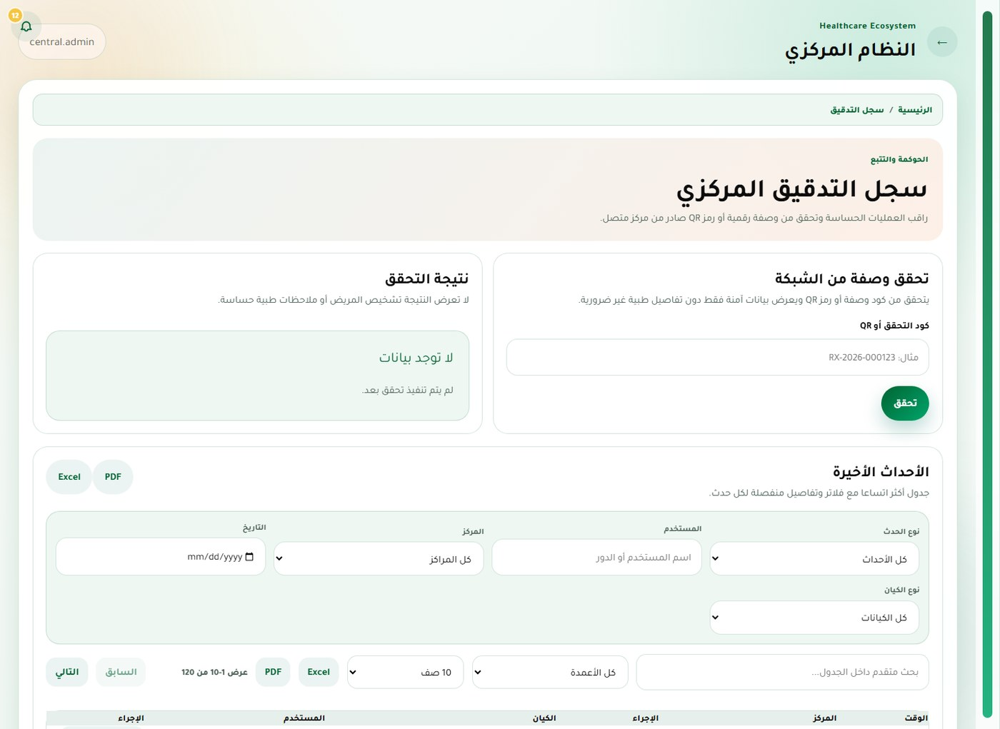 Healthcare Ecosystem
←
النظام المركزي
12
central.admin
الرئيسية / سجل التدقيق
الحوكمة والتتبع
سجل التدقيق المركزي
راقب العمليات الحساسة وتحقق من وصفة رقمية أو رمز QR صادر من مركز متصل.
تحقق وصفة من الشبكة
يتحقق من كود وصفة أو رمز QR ويعرض بيانات آمنة فقط دون تفاصيل طبية غير ضرورية.
كود التحقق أو QR
مثال: RX-2026-000123
تحقق
نتيجة التحقق
لا تعرض النتيجة تشخيص المريض أو ملاحظات طبية حساسة.
لا توجد بيانات
لم يتم تنفيذ تحقق بعد.
الأحداث الأخيرة
جدول أكثر اتساعا مع فلاتر وتفاصيل منفصلة لكل حدث.
PDF Excel
نوع الحدث
كل الأحداث
المستخدم
اسم المستخدم أو الدور
المركز
كل المراكز
التاريخ
mm/dd/yyyy
نوع الكيان
كل الكيانات
بحث متقدم داخل الجدول...
كل الأعمدة
10 صف
Excel
PDF
عرض 1-10 من 120
السابق
التالي
الوقت المركز الإجراء الكيان المستخدم الإجراء